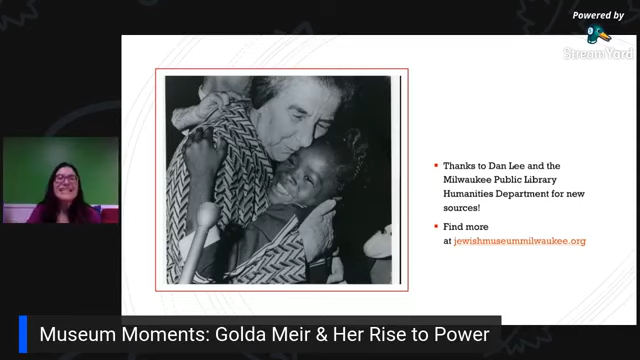 Powered by
StreamYard
Thanks to Dan Lee and the
Milwaukee Public Library
Humanities Department for new
sources!
Find more
at jewishmuseummilwaukee.org
Museum Moments: Golda Meir & Her Rise to Power